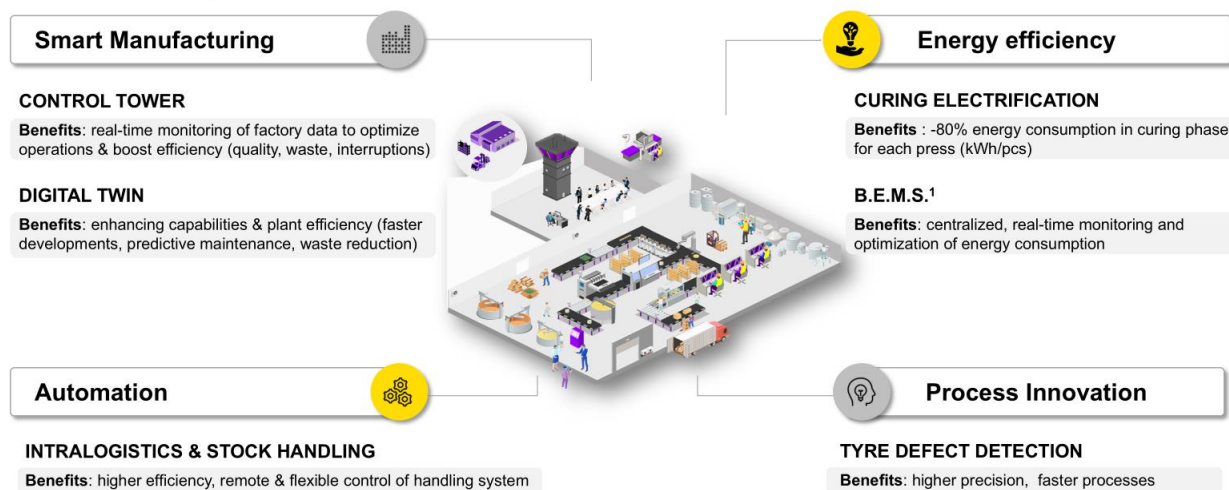 Smart Manufacturing
CONTROL TOWER
Benefits: real-time monitoring of factory data to optimize
operations & boost efficiency (quality, waste, interruptions)
DIGITAL TWIN
Benefits: enhancing capabilities & plant efficiency (faster
developments, predictive maintenance, waste reduction)
Energy efficiency
CURING ELECTRIFICATION
Benefits : -80% energy consumption in curing phase
for each press (kWh/pcs)
B.E.M.S.¹
Benefits: centralized, real-time monitoring and
optimization of energy consumption
Automation
INTRALOGISTICS & STOCK HANDLING
Benefits: higher efficiency, remote & flexible control of handling system
Process Innovation
TYRE DEFECT DETECTION
Benefits: higher precision, faster processes